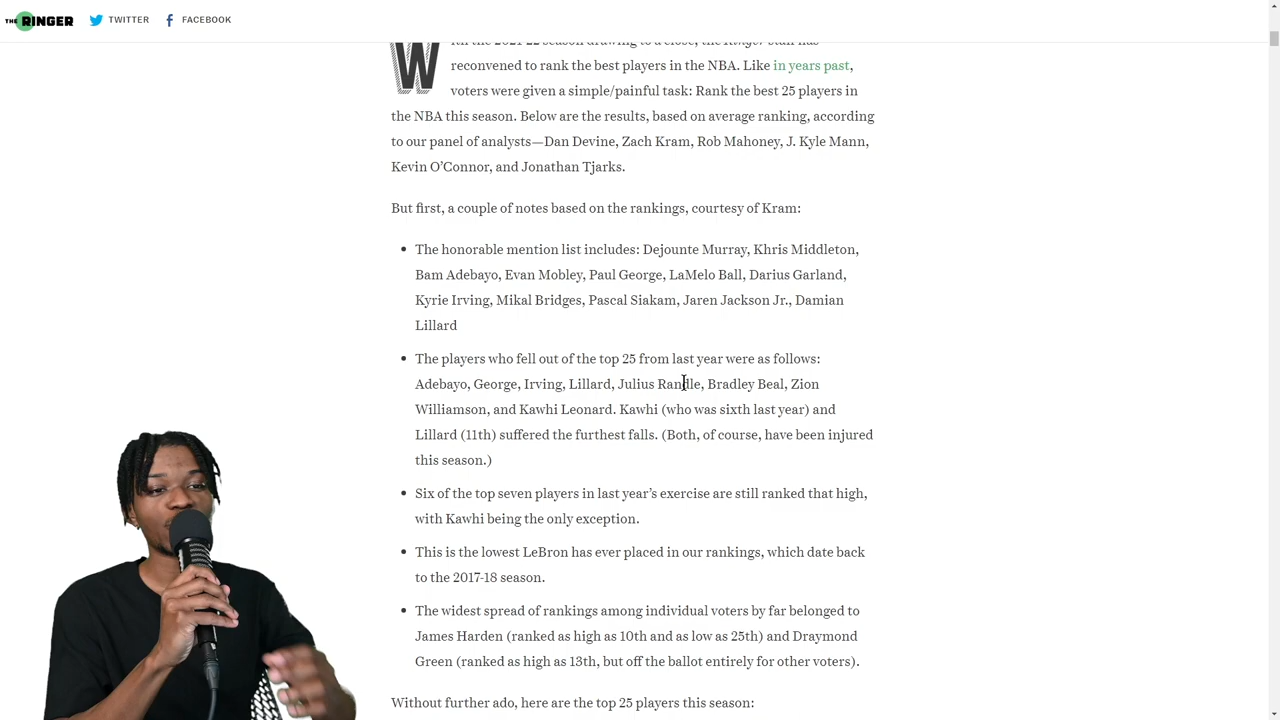 THE RINGER TWITTER FACEBOOK
W
ith the 2021-22 season drawing to a close, the Ringer staff has
reconvened to rank the best players in the NBA. Like in years past,
voters were given a simple/painful task: Rank the best 25 players in
the NBA this season. Below are the results, based on average ranking, according
to our panel of analysts—Dan Devine, Zach Kram, Rob Mahoney, J. Kyle Mann,
Kevin O’Connor, and Jonathan Tjarks.
But first, a couple of notes based on the rankings, courtesy of Kram:
• The honorable mention list includes: Dejounte Murray, Khris Middleton,
Bam Adebayo, Evan Mobley, Paul George, LaMelo Ball, Darius Garland,
Kyrie Irving, Mikal Bridges, Pascal Siakam, Jaren Jackson Jr., Damian
Lillard
• The players who fell out of the top 25 from last year were as follows:
Adebayo, George, Irving, Lillard, Julius Randle, Bradley Beal, Zion
Williamson, and Kawhi Leonard. Kawhi (who was sixth last year) and
Lillard (11th) suffered the furthest falls. (Both, of course, have been injured
this season.)
• Six of the top seven players in last year’s exercise are still ranked that high,
with Kawhi being the only exception.
• This is the lowest LeBron has ever placed in our rankings, which date back
to the 2017-18 season.
• The widest spread of rankings among individual voters by far belonged to
James Harden (ranked as high as 10th and as low as 25th) and Draymond
Green (ranked as high as 13th, but off the ballot entirely for other voters).
Without further ado, here are the top 25 players this season: